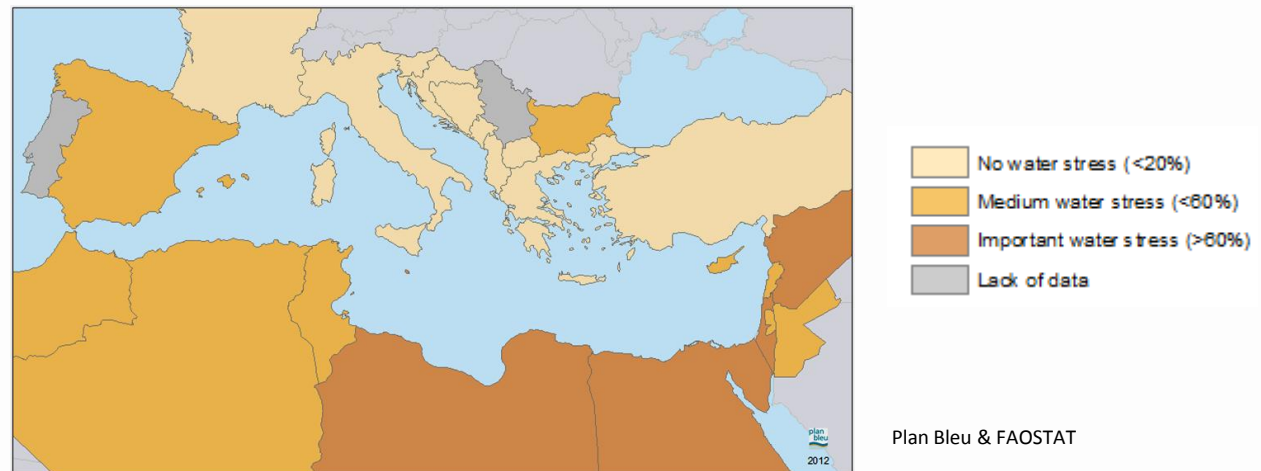 No water stress (<20%)
Medium water stress (<60%)
Important water stress (>60%)
Lack of data
plan
bleu
2012
Plan Bleu & FAOSTAT